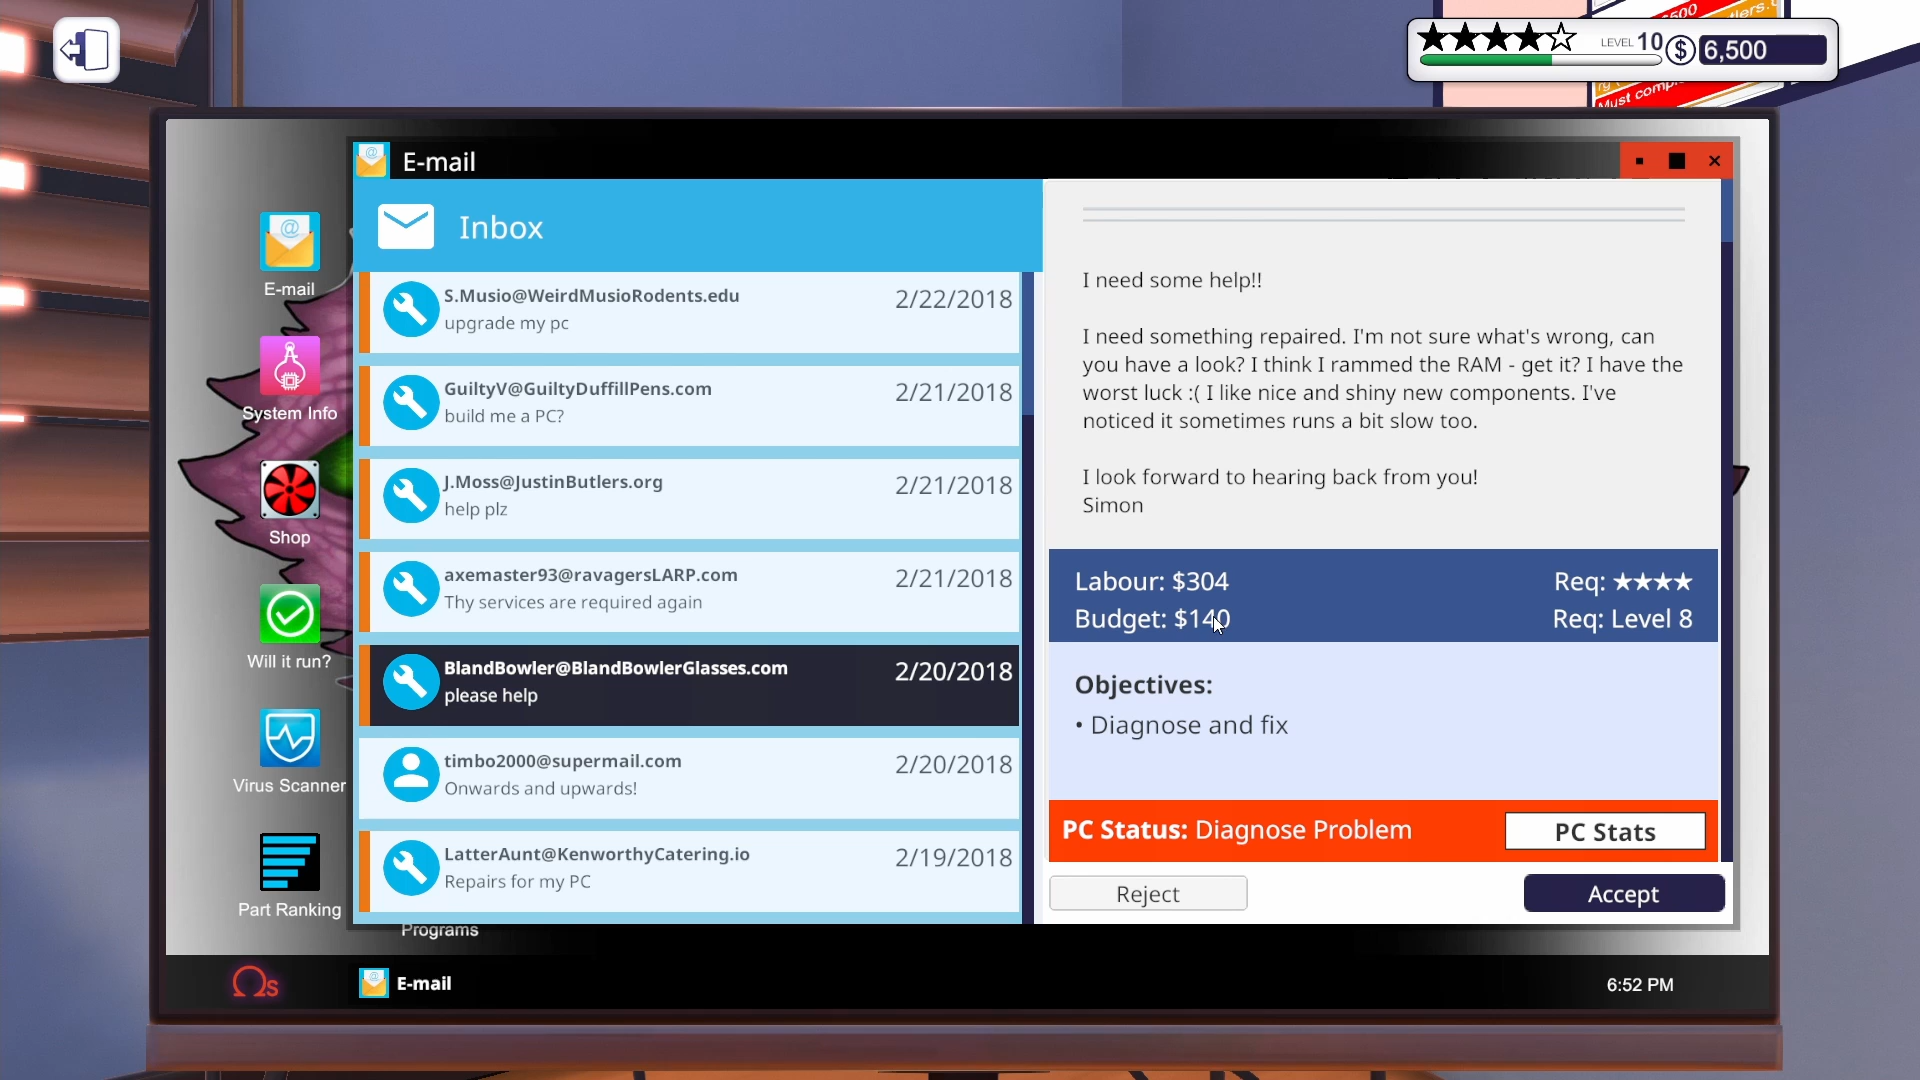 LEVEL 10
$ 6,500
500
Must comp
E-mail
Inbox
S.Musio@WeirdMusioRodents.edu
2/22/2018
upgrade my pc
GuiltyV@GuiltyDuffillPens.com
2/21/2018
build me a PC?
J.Moss@JustinButlers.org
2/21/2018
help plz
axemaster93@ravagersLARP.com
2/21/2018
Thy services are required again
BlandBowler@BlandBowlerGlasses.com
2/20/2018
please help
timbo2000@supermail.com
2/20/2018
Onwards and upwards!
LatterAunt@KenworthyCatering.io
2/19/2018
Repairs for my PC
I need some help!!
I need something repaired. I'm not sure what's wrong, can
you have a look? I think I rammed the RAM - get it? I have the
worst luck :( I like nice and shiny new components. I've
noticed it sometimes runs a bit slow too.
I look forward to hearing back from you!
Simon
Labour: $304
Req: ★★★★
Budget: $140
Req: Level 8
Objectives:
• Diagnose and fix
PC Status: Diagnose Problem
PC Stats
Reject
Accept
E-mail
System Info
Shop
Will it run?
Virus Scanner
Part Ranking
Programs
Ωs
E-mail
6:52 PM